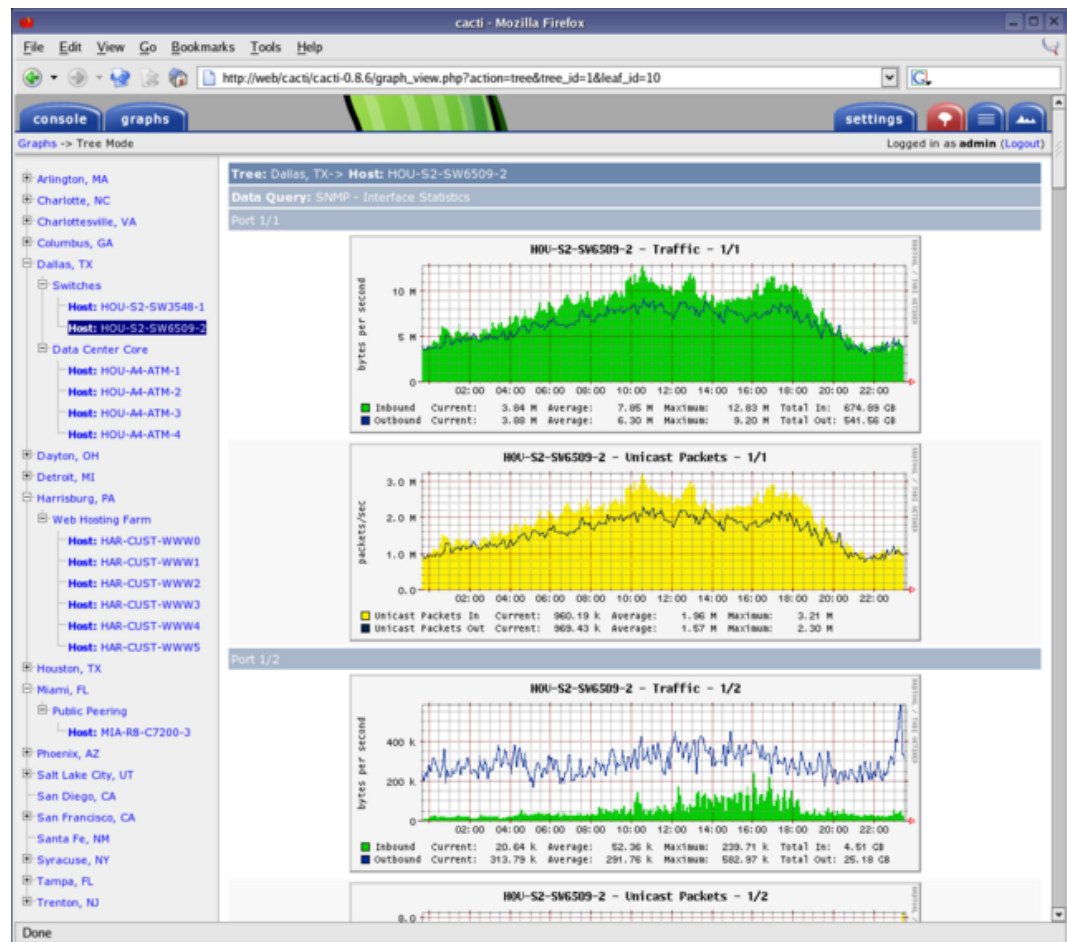 cacti - Mozilla Firefox
File Edit View Go Bookmarks Tools Help
http://web/cacti/cacti-0.8.6/graph_view.php?action=tree&tree_id=1&leaf_id=10
G.
console graphs settings
Graphs -> Tree Mode Logged in as admin (Logout)
Arlington, MA
Charlotte, NC
Charlottesville, VA
Columbus, GA
Dallas, TX
Switches
Host: HOU-S2-SW3548-1
Host: HOU-S2-SW6509-2
Data Center Core
Host: HOU-A4-ATM-1
Host: HOU-A4-ATM-2
Host: HOU-A4-ATM-3
Host: HOU-A4-ATM-4
Dayton, OH
Detroit, MI
Harrisburg, PA
Web Hosting Farm
Host: HAR-CUST-WWW0
Host: HAR-CUST-WWW1
Host: HAR-CUST-WWW2
Host: HAR-CUST-WWW3
Host: HAR-CUST-WWW4
Host: HAR-CUST-WWW5
Houston, TX
Miami, FL
Public Peering
Host: MIA-R8-C7200-3
Phoenix, AZ
Salt Lake City, UT
San Diego, CA
San Francisco, CA
Santa Fe, NM
Syracuse, NY
Tampa, FL
Trenton, NJ
Tree: Dallas, TX-> Host: HOU-S2-SW6509-2
Data Query: SNMP - Interface Statistics
Port 1/1
HOU-S2-SW6509-2 - Traffic - 1/1
bytes per second
10 M
5 M
0
02:00 04:00 06:00 08:00 10:00 12:00 14:00 16:00 18:00 20:00 22:00
Inbound Current: 3.84 M Average: 7.85 M Maximum: 12.83 M Total In: 674.89 GB
Outbound Current: 3.88 M Average: 6.30 M Maximum: 9.20 M Total Out: 541.56 GB
HOU-S2-SW6509-2 - Unicast Packets - 1/1
packets/sec
3.0 M
2.0 M
1.0 M
0.0
02:00 04:00 06:00 08:00 10:00 12:00 14:00 16:00 18:00 20:00 22:00
Unicast Packets In Current: 960.19 k Average: 1.96 M Maximum: 3.21 M
Unicast Packets Out Current: 969.43 k Average: 1.57 M Maximum: 2.30 M
Port 1/2
HOU-S2-SW6509-2 - Traffic - 1/2
bytes per second
400 k
200 k
0
02:00 04:00 06:00 08:00 10:00 12:00 14:00 16:00 18:00 20:00 22:00
Inbound Current: 20.64 k Average: 52.36 k Maximum: 239.71 k Total In: 4.51 GB
Outbound Current: 313.79 k Average: 291.76 k Maximum: 582.97 k Total Out: 25.18 GB
HOU-S2-SW6509-2 - Unicast Packets - 1/2
8.0
Done